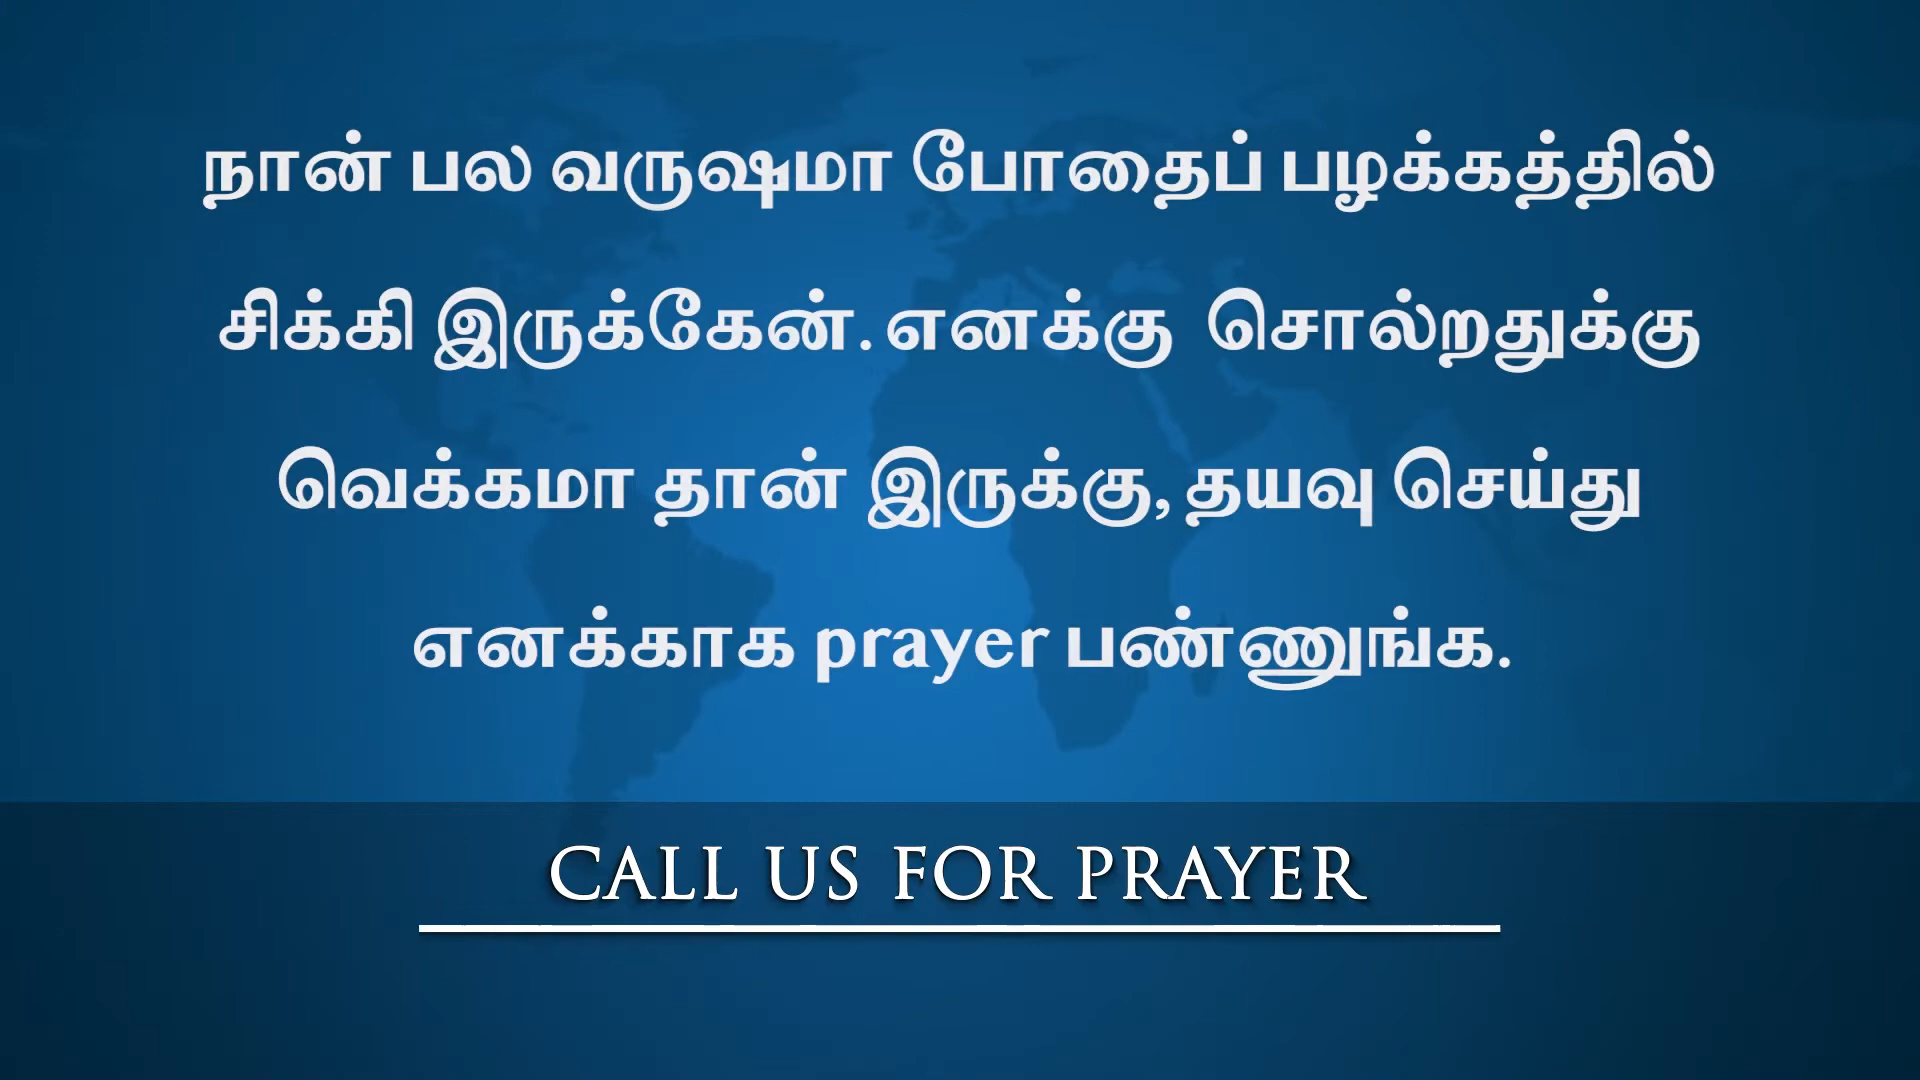 நான் பல வருஷமா போதைப் பழக்கத்தில்
சிக்கி இருக்கேன். எனக்கு சொல்றதுக்கு
வெக்கமா தான் இருக்கு, தயவு செய்து
எனக்காக prayer பண்ணுங்க.
CALL US FOR PRAYER